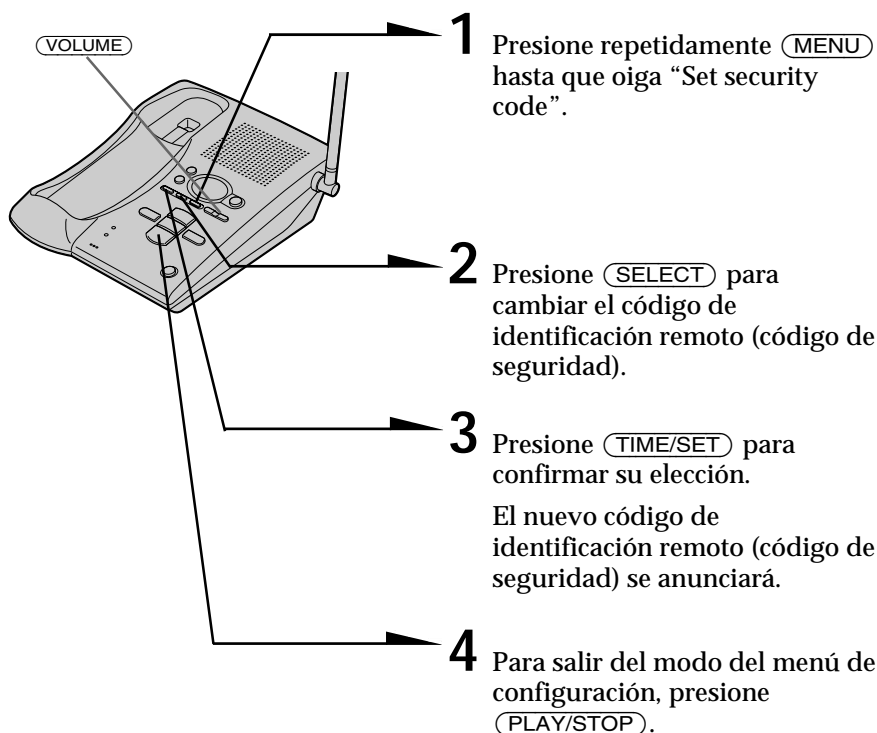 VOLUME
1 Presione repetidamente MENU
hasta que oiga “Set security
code”.
2 Presione SELECT para
cambiar el código de
identificación remoto (código de
seguridad).
3 Presione TIME/SET para
confirmar su elección.
El nuevo código de
identificación remoto (código de
seguridad) se anunciará.
4 Para salir del modo del menú de
configuración, presione
PLAY/STOP.